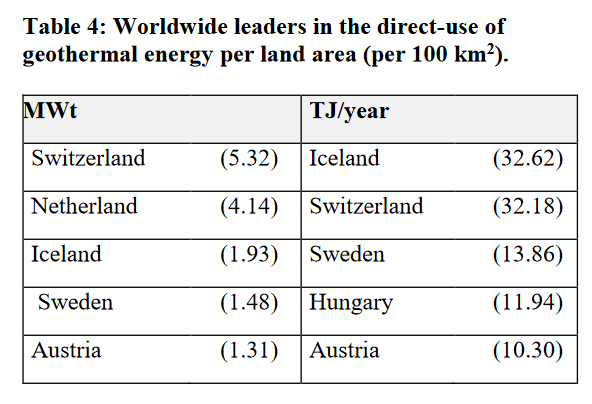 Table 4: Worldwide leaders in the direct-use of
geothermal energy per land area (per 100 km²).
MWt TJ/year
Switzerland (5.32) Iceland (32.62)
Netherland (4.14) Switzerland (32.18)
Iceland (1.93) Sweden (13.86)
Sweden (1.48) Hungary (11.94)
Austria (1.31) Austria (10.30)